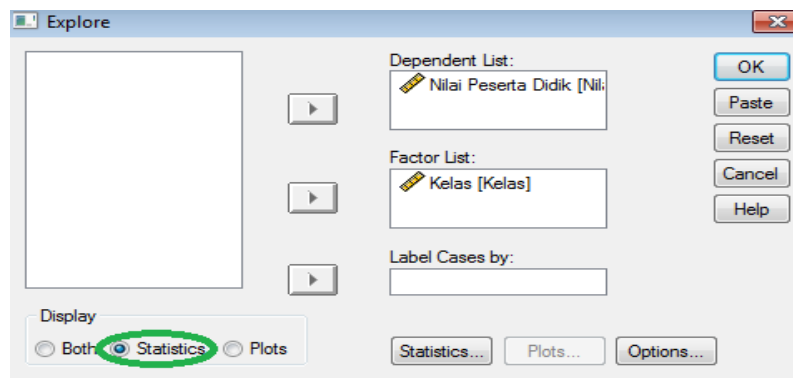 Explore
Dependent List:
Nilai Peserta Didik [Nil
Factor List:
Kelas [Kelas]
Label Cases by:
Display
Both Statistics Plots
Statistics... Plots... Options...
OK
Paste
Reset
Cancel
Help